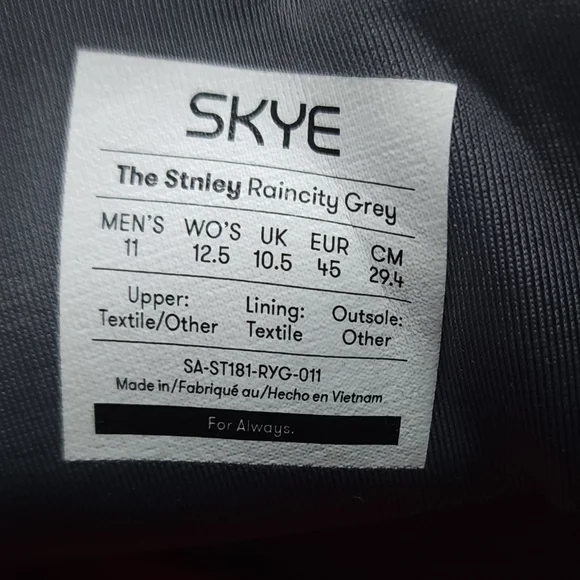 SKYE
The Stnley Raincity Grey
MEN'S WO'S UK EUR CM
11 12.5 10.5 45 29.4
Upper: Lining: Outsole:
Textile/Other Textile Other
SA-ST181-RYG-011
Made in/Fabriqué au/Hecho en Vietnam
For Always.